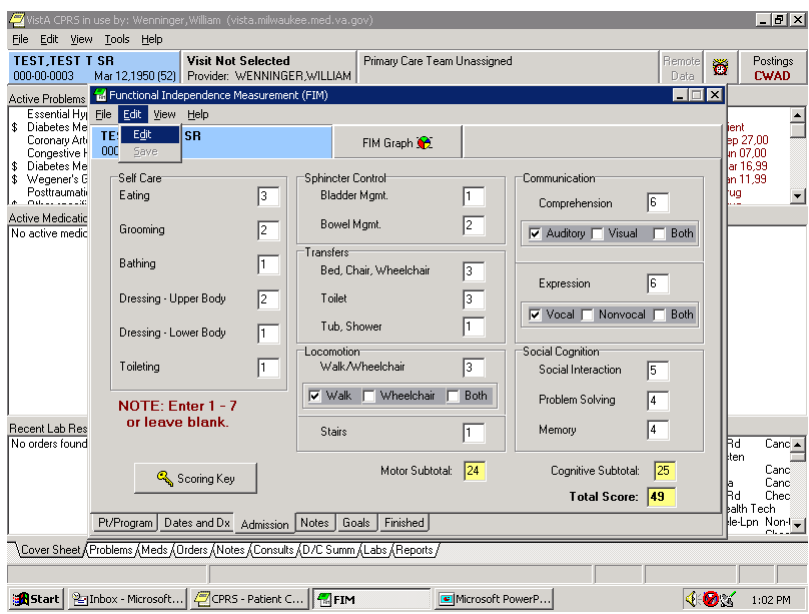 VistA CPRS in use by: Wenninger,William (vista.milwaukee.med.va.gov)
File Edit View Tools Help
TEST,TEST T SR
000-00-0003 Mar 12,1950 (52)
Visit Not Selected
Provider: WENNINGER,WILLIAM
Primary Care Team Unassigned
Remote
Data
Postings
CWAD
Active Problems
Essential Hy
$ Diabetes Me
Coronary Art
Congestive H
$ Diabetes Me
$ Wegener's G
Posttraumati
Active Medicatic
No active medic
Recent Lab Res
No orders found
Functional Independence Measurement (FIM)
File Edit View Help
Edit
Save
TE
SR
000
FIM Graph
Self Care
Eating 3
Grooming 2
Bathing 1
Dressing - Upper Body 2
Dressing - Lower Body 1
Toileting 1
NOTE: Enter 1 - 7
or leave blank.
Scoring Key
Sphincter Control
Bladder Mgmt. 1
Bowel Mgmt. 2
Transfers
Bed, Chair, Wheelchair 3
Toilet 3
Tub, Shower 1
Locomotion
Walk/Wheelchair 3
Walk Wheelchair Both
Stairs 1
Motor Subtotal: 24
Communication
Comprehension 6
Auditory Visual Both
Expression 6
Vocal Nonvocal Both
Social Cognition
Social Interaction 5
Problem Solving 4
Memory 4
Cognitive Subtotal: 25
Total Score: 49
Pt/Program Dates and Dx Admission Notes Goals Finished
ient
ep 27,00
un 07,00
ar 16,99
an 11,99
rug
Rd Canc
ten
Canc
a Canc
Rd Chec
ealth Tech
le-Lpn Non-
Cover Sheet Problems Meds Orders Notes Consults D/C Summ Labs Reports
Start Inbox - Microsoft... CPRS - Patient C... FIM Microsoft PowerP... 1:02 PM